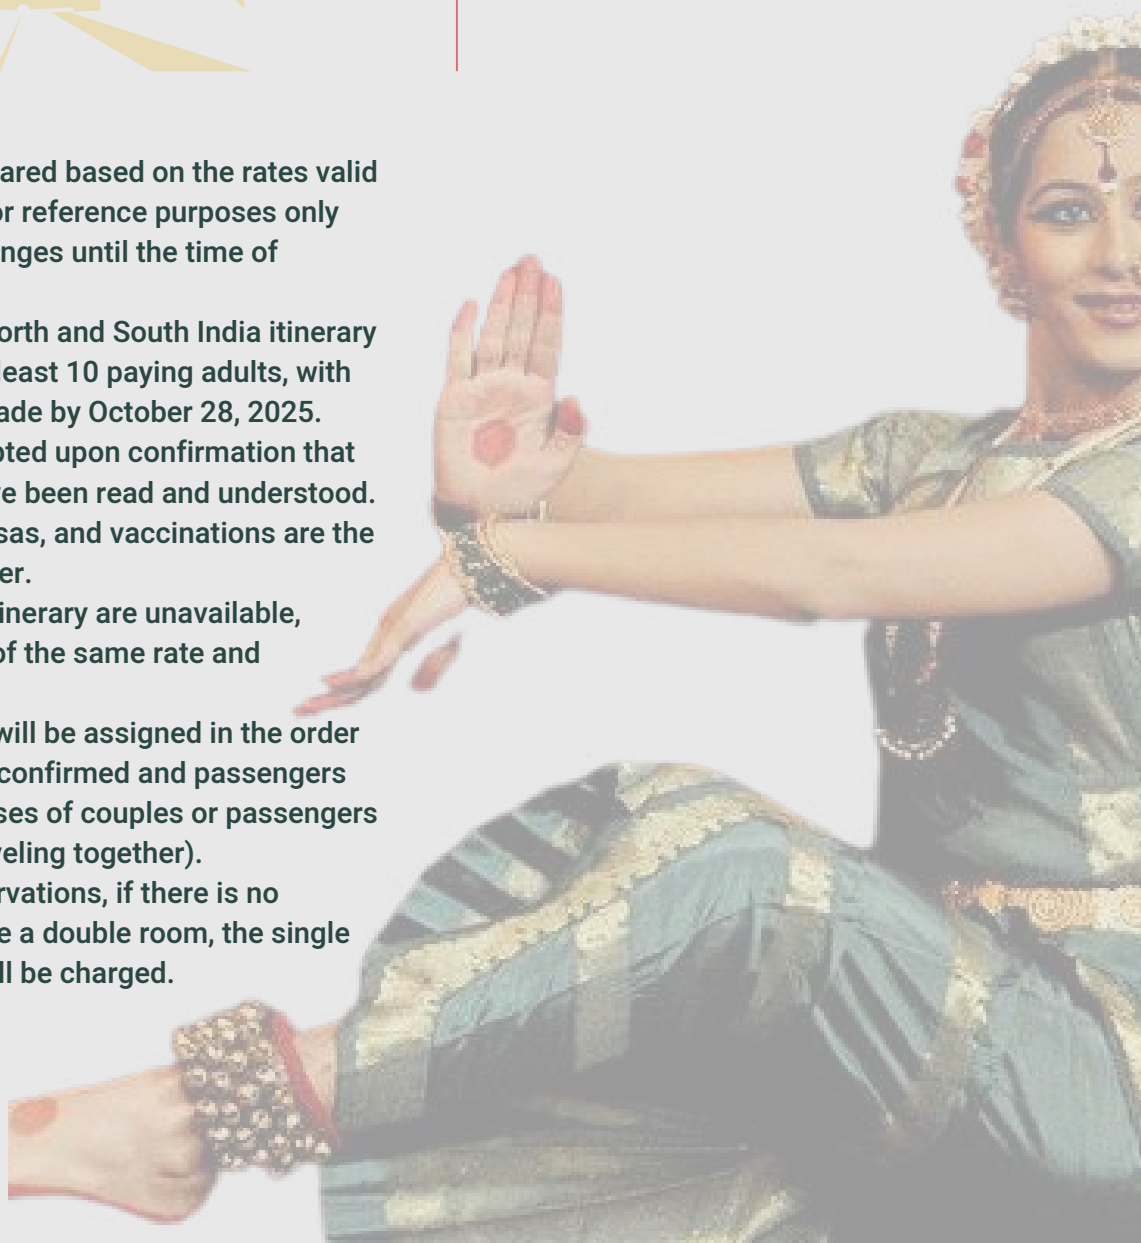 ared based on the rates valid
or reference purposes only
nges until the time of
orth and South India itinerary
least 10 paying adults, with
ade by October 28, 2025.
pted upon confirmation that
ve been read and understood.
sas, and vaccinations are the
er.
tinerary are unavailable,
of the same rate and
will be assigned in the order
confirmed and passengers
ses of couples or passengers
veling together).
rvations, if there is no
e a double room, the single
ll be charged.